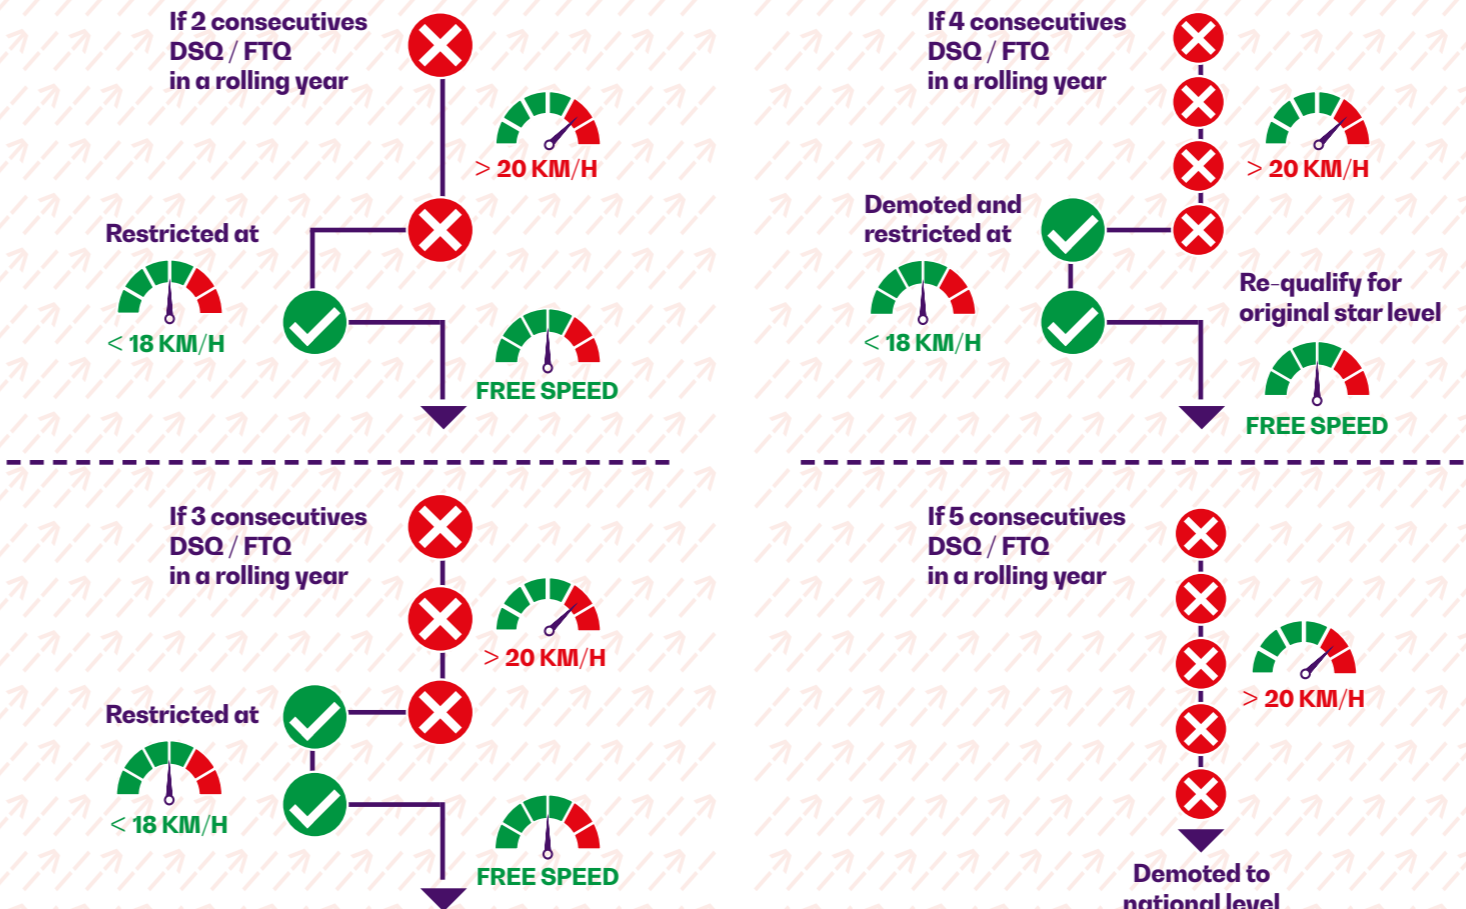 If 2 consecutives
DSQ / FTQ
in a rolling year
> 20 KM/H
Restricted at
< 18 KM/H
FREE SPEED
If 4 consecutives
DSQ / FTQ
in a rolling year
> 20 KM/H
Demoted and
restricted at
< 18 KM/H
Re-qualify for
original star level
FREE SPEED
If 3 consecutives
DSQ / FTQ
in a rolling year
> 20 KM/H
Restricted at
< 18 KM/H
FREE SPEED
If 5 consecutives
DSQ / FTQ
in a rolling year
> 20 KM/H
Demoted to
national level